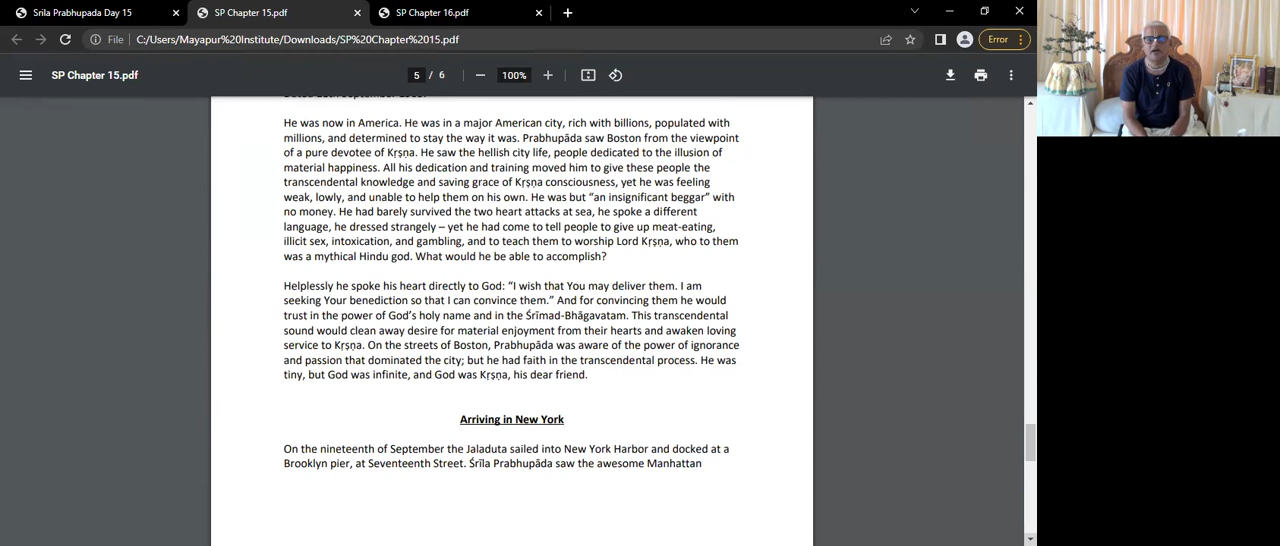 Srila Prabhupada Day 15
SP Chapter 15.pdf
SP Chapter 16.pdf
File
C:/Users/Mayapur%20Institute/Downloads/SP%20Chapter%2015.pdf
Error
SP Chapter 15.pdf
5 / 6
100%
He was now in America. He was in a major American city, rich with billions, populated with
millions, and determined to stay the way it was. Prabhupāda saw Boston from the viewpoint
of a pure devotee of Kṛṣṇa. He saw the hellish city life, people dedicated to the illusion of
material happiness. All his dedication and training moved him to give these people the
transcendental knowledge and saving grace of Kṛṣṇa consciousness, yet he was feeling
weak, lowly, and unable to help them on his own. He was but “an insignificant beggar” with
no money. He had barely survived the two heart attacks at sea, he spoke a different
language, he dressed strangely – yet he had come to tell people to give up meat-eating,
illicit sex, intoxication, and gambling, and to teach them to worship Lord Kṛṣṇa, who to them
was a mythical Hindu god. What would he be able to accomplish?
Helplessly he spoke his heart directly to God: “I wish that You may deliver them. I am
seeking Your benediction so that I can convince them.” And for convincing them he would
trust in the power of God’s holy name and in the Śrīmad-Bhāgavatam. This transcendental
sound would clean away desire for material enjoyment from their hearts and awaken loving
service to Kṛṣṇa. On the streets of Boston, Prabhupāda was aware of the power of ignorance
and passion that dominated the city; but he had faith in the transcendental process. He was
tiny, but God was infinite, and God was Kṛṣṇa, his dear friend.
Arriving in New York
On the nineteenth of September the Jaladuta sailed into New York Harbor and docked at a
Brooklyn pier, at Seventeenth Street. Śrīla Prabhupāda saw the awesome Manhattan